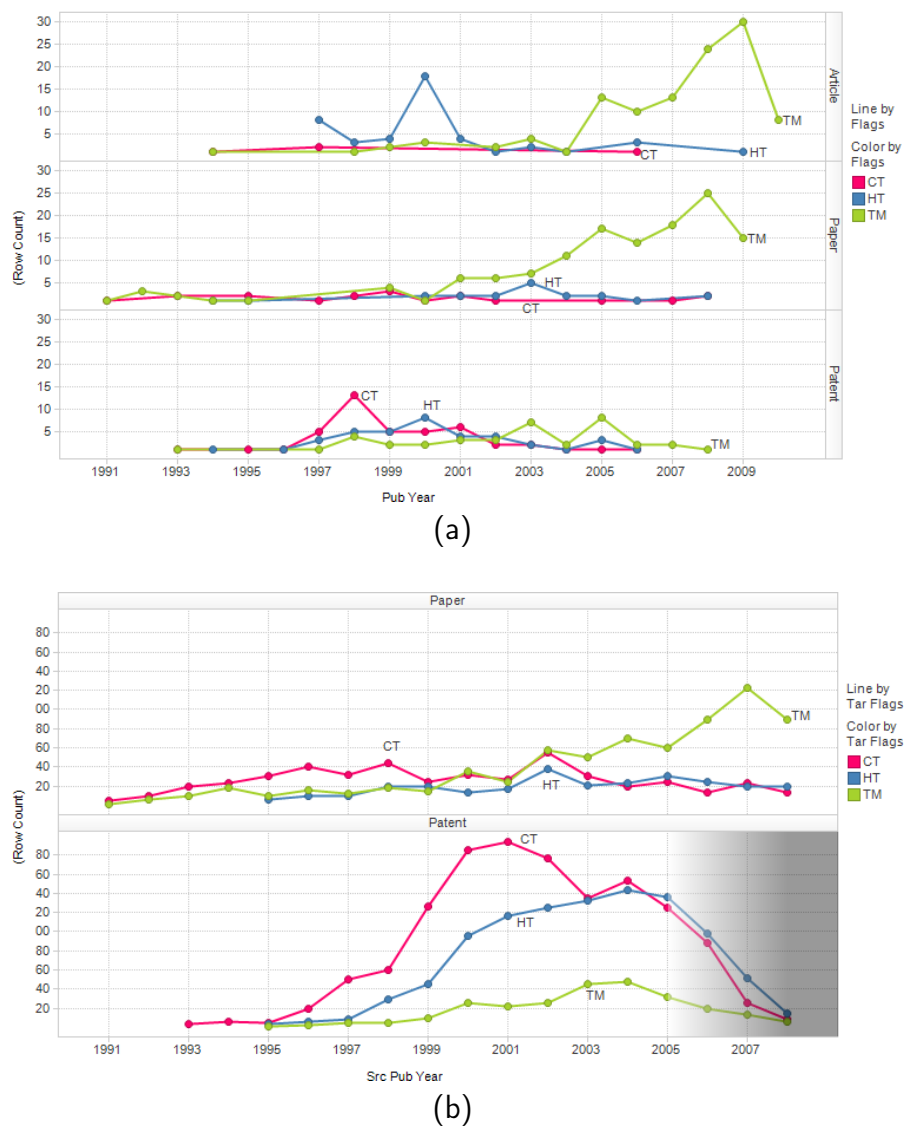 30
25
20
15
10
5
Article
TM
CT
HT
Line by
Flags
Color by
Flags
CT
HT
TM
(Row Count)
30
25
20
15
10
5
Paper
TM
HT
CT
30
25
20
15
10
5
Patent
CT
HT
TM
1991 1993 1995 1997 1999 2001 2003 2005 2007 2009
Pub Year
(a)
Paper
80
60
40
20
00
80
60
40
20
TM
CT
HT
Line by
Tar Flags
Color by
Tar Flags
CT
HT
TM
(Row Count)
Patent
80
60
40
20
00
80
60
40
20
CT
HT
TM
1991 1993 1995 1997 1999 2001 2003 2005 2007
Src Pub Year
(b)